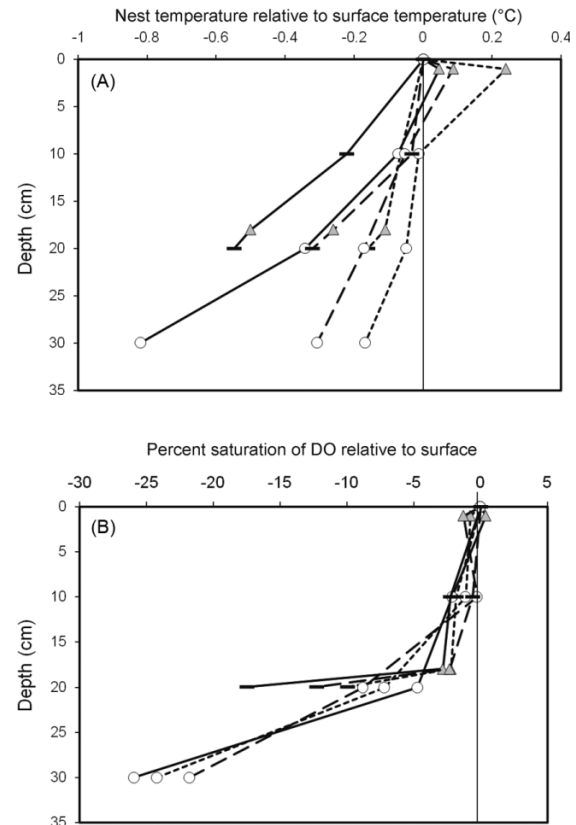 Nest temperature relative to surface temperature (°C)
-1 -0.8 -0.6 -0.4 -0.2 0 0.2 0.4
0
(A)
5
10
15
Depth (cm)
20
25
30
35
Percent saturation of DO relative to surface
-30 -25 -20 -15 -10 -5 0 5
0
(B)
5
10
15
Depth (cm)
20
25
30
35